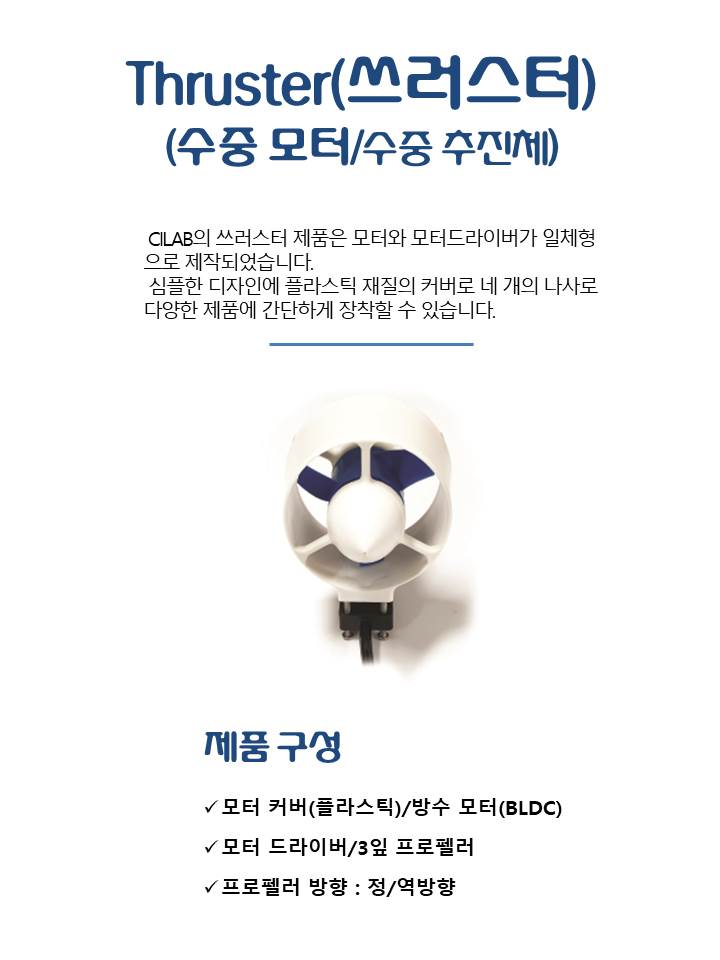 Thruster(쓰러스터)
(수중 모터/수중 추진체)
CILAB의 쓰러스터 제품은 모터와 모터드라이버가 일체형
으로 제작되었습니다.
심플한 디자인에 플라스틱 재질의 커버로 네 개의 나사로
다양한 제품에 간단하게 장착할 수 있습니다.
제품 구성
✓ 모터 커버(플라스틱)/방수 모터(BLDC)
✓ 모터 드라이버/3잎 프로펠러
✓ 프로펠러 방향 : 정/역방향